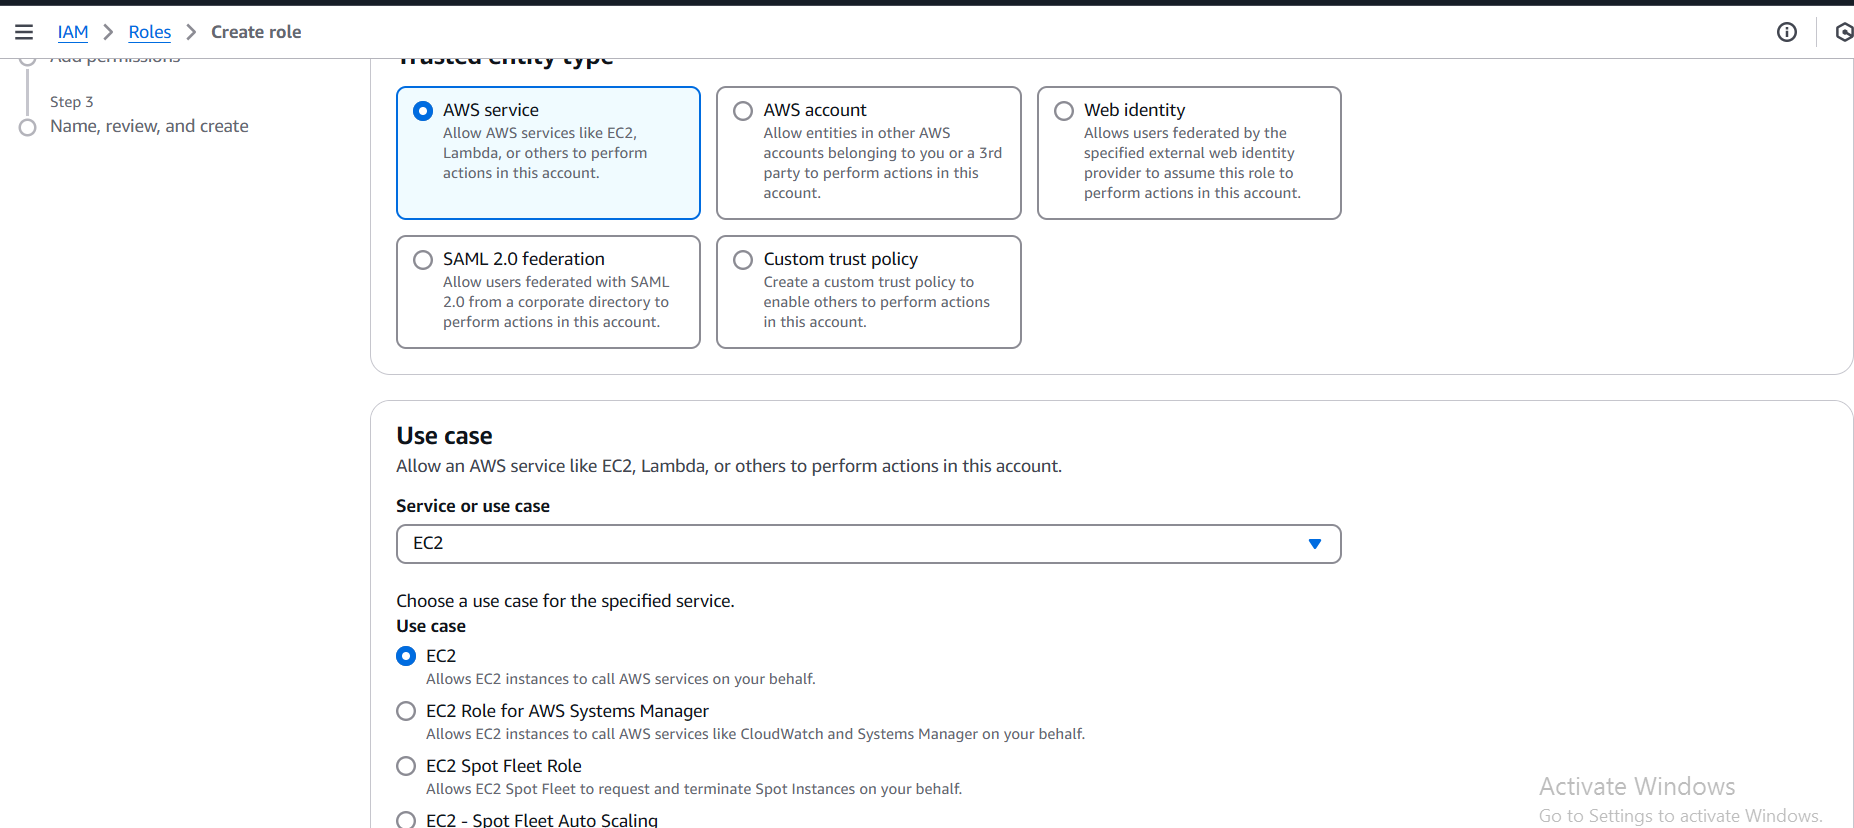 IAM > Roles > Create role
Add permissions
Step 3
Name, review, and create
Trusted entity type
AWS service
Allow AWS services like EC2,
Lambda, or others to perform
actions in this account.
AWS account
Allow entities in other AWS
accounts belonging to you or a 3rd
party to perform actions in this
account.
Web identity
Allows users federated by the
specified external web identity
provider to assume this role to
perform actions in this account.
SAML 2.0 federation
Allow users federated with SAML
2.0 from a corporate directory to
perform actions in this account.
Custom trust policy
Create a custom trust policy to
enable others to perform actions
in this account.
Use case
Allow an AWS service like EC2, Lambda, or others to perform actions in this account.
Service or use case
EC2
Choose a use case for the specified service.
Use case
EC2
Allows EC2 instances to call AWS services on your behalf.
EC2 Role for AWS Systems Manager
Allows EC2 instances to call AWS services like CloudWatch and Systems Manager on your behalf.
EC2 Spot Fleet Role
Allows EC2 Spot Fleet to request and terminate Spot Instances on your behalf.
EC2 - Spot Fleet Auto Scaling
Activate Windows
Go to Settings to activate Windows.